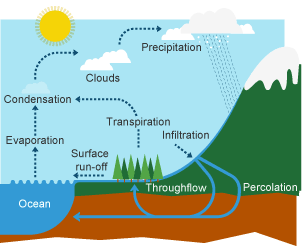 Precipitation
Clouds
Condensation
Transpiration
Infiltration
Evaporation
Surface
run-off
Throughflow
Percolation
Ocean